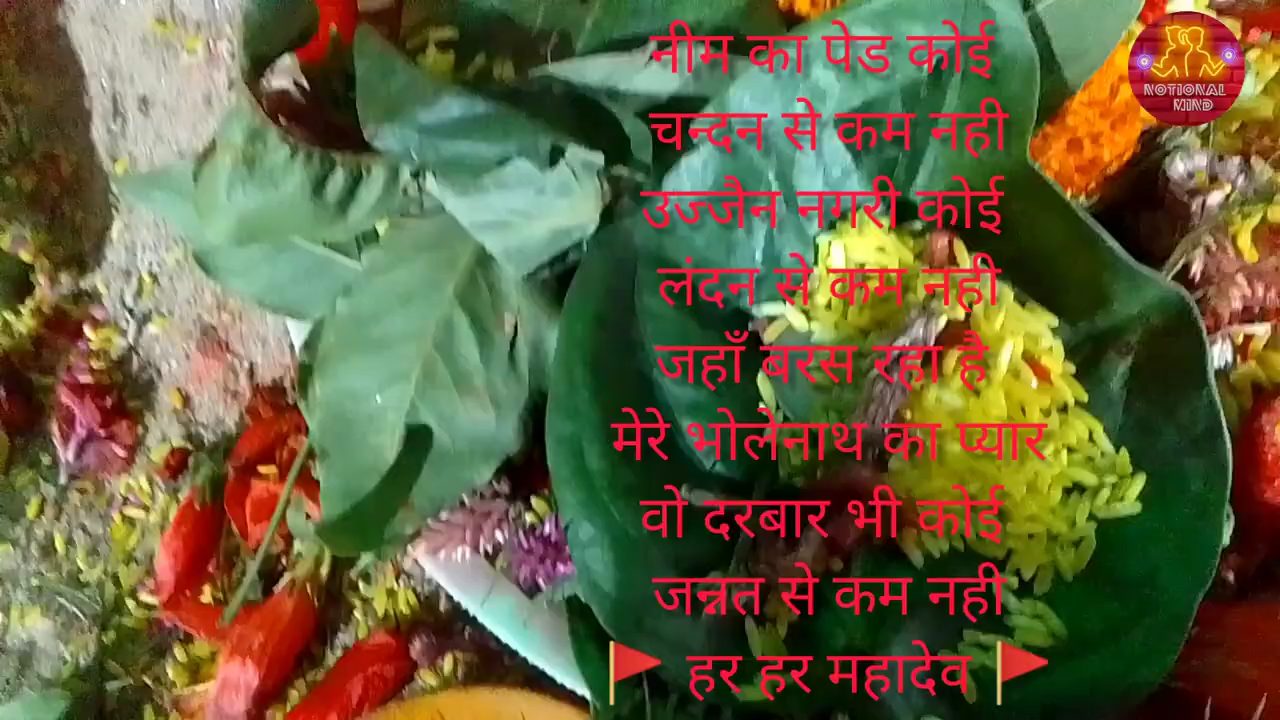 नीम का पेड कोई
चन्दन से कम नही
उज्जैन नगरी कोई
लंदन से कम नही
जहाँ बरस रहा है
मेरे भोलेनाथ का प्यार
वो दरबार भी कोई
जन्नत से कम नही
🚩 हर हर महादेव 🚩
NOTIONAL
MIND